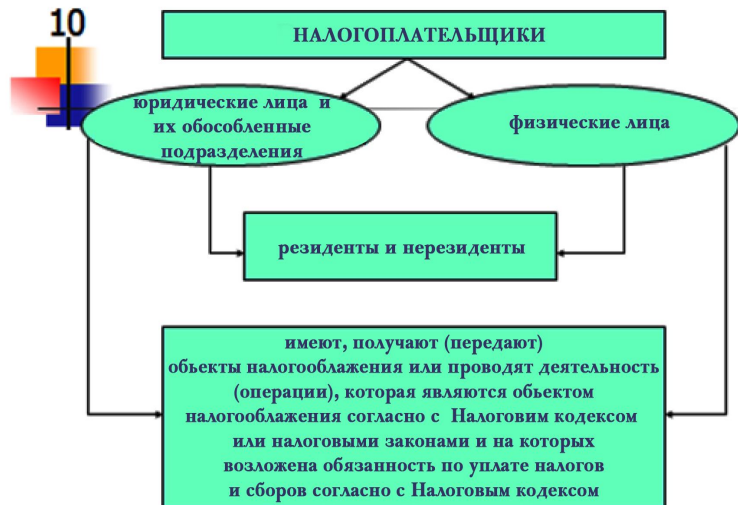 10
НАЛОГОПЛАТЕЛЬЩИКИ
юридические лица и
их обособленные
подразделения
физические лица
резиденты и нерезиденты
имеют, получают (передают)
обьекты налогооблажения или проводят деятельность
(операции), которая являются обьектом
налогооблажения согласно с Налоговим кодексом
или налоговыми законами и на которых
возложена обязанность по уплате налогов
и сборов согласно с Налоговым кодексом